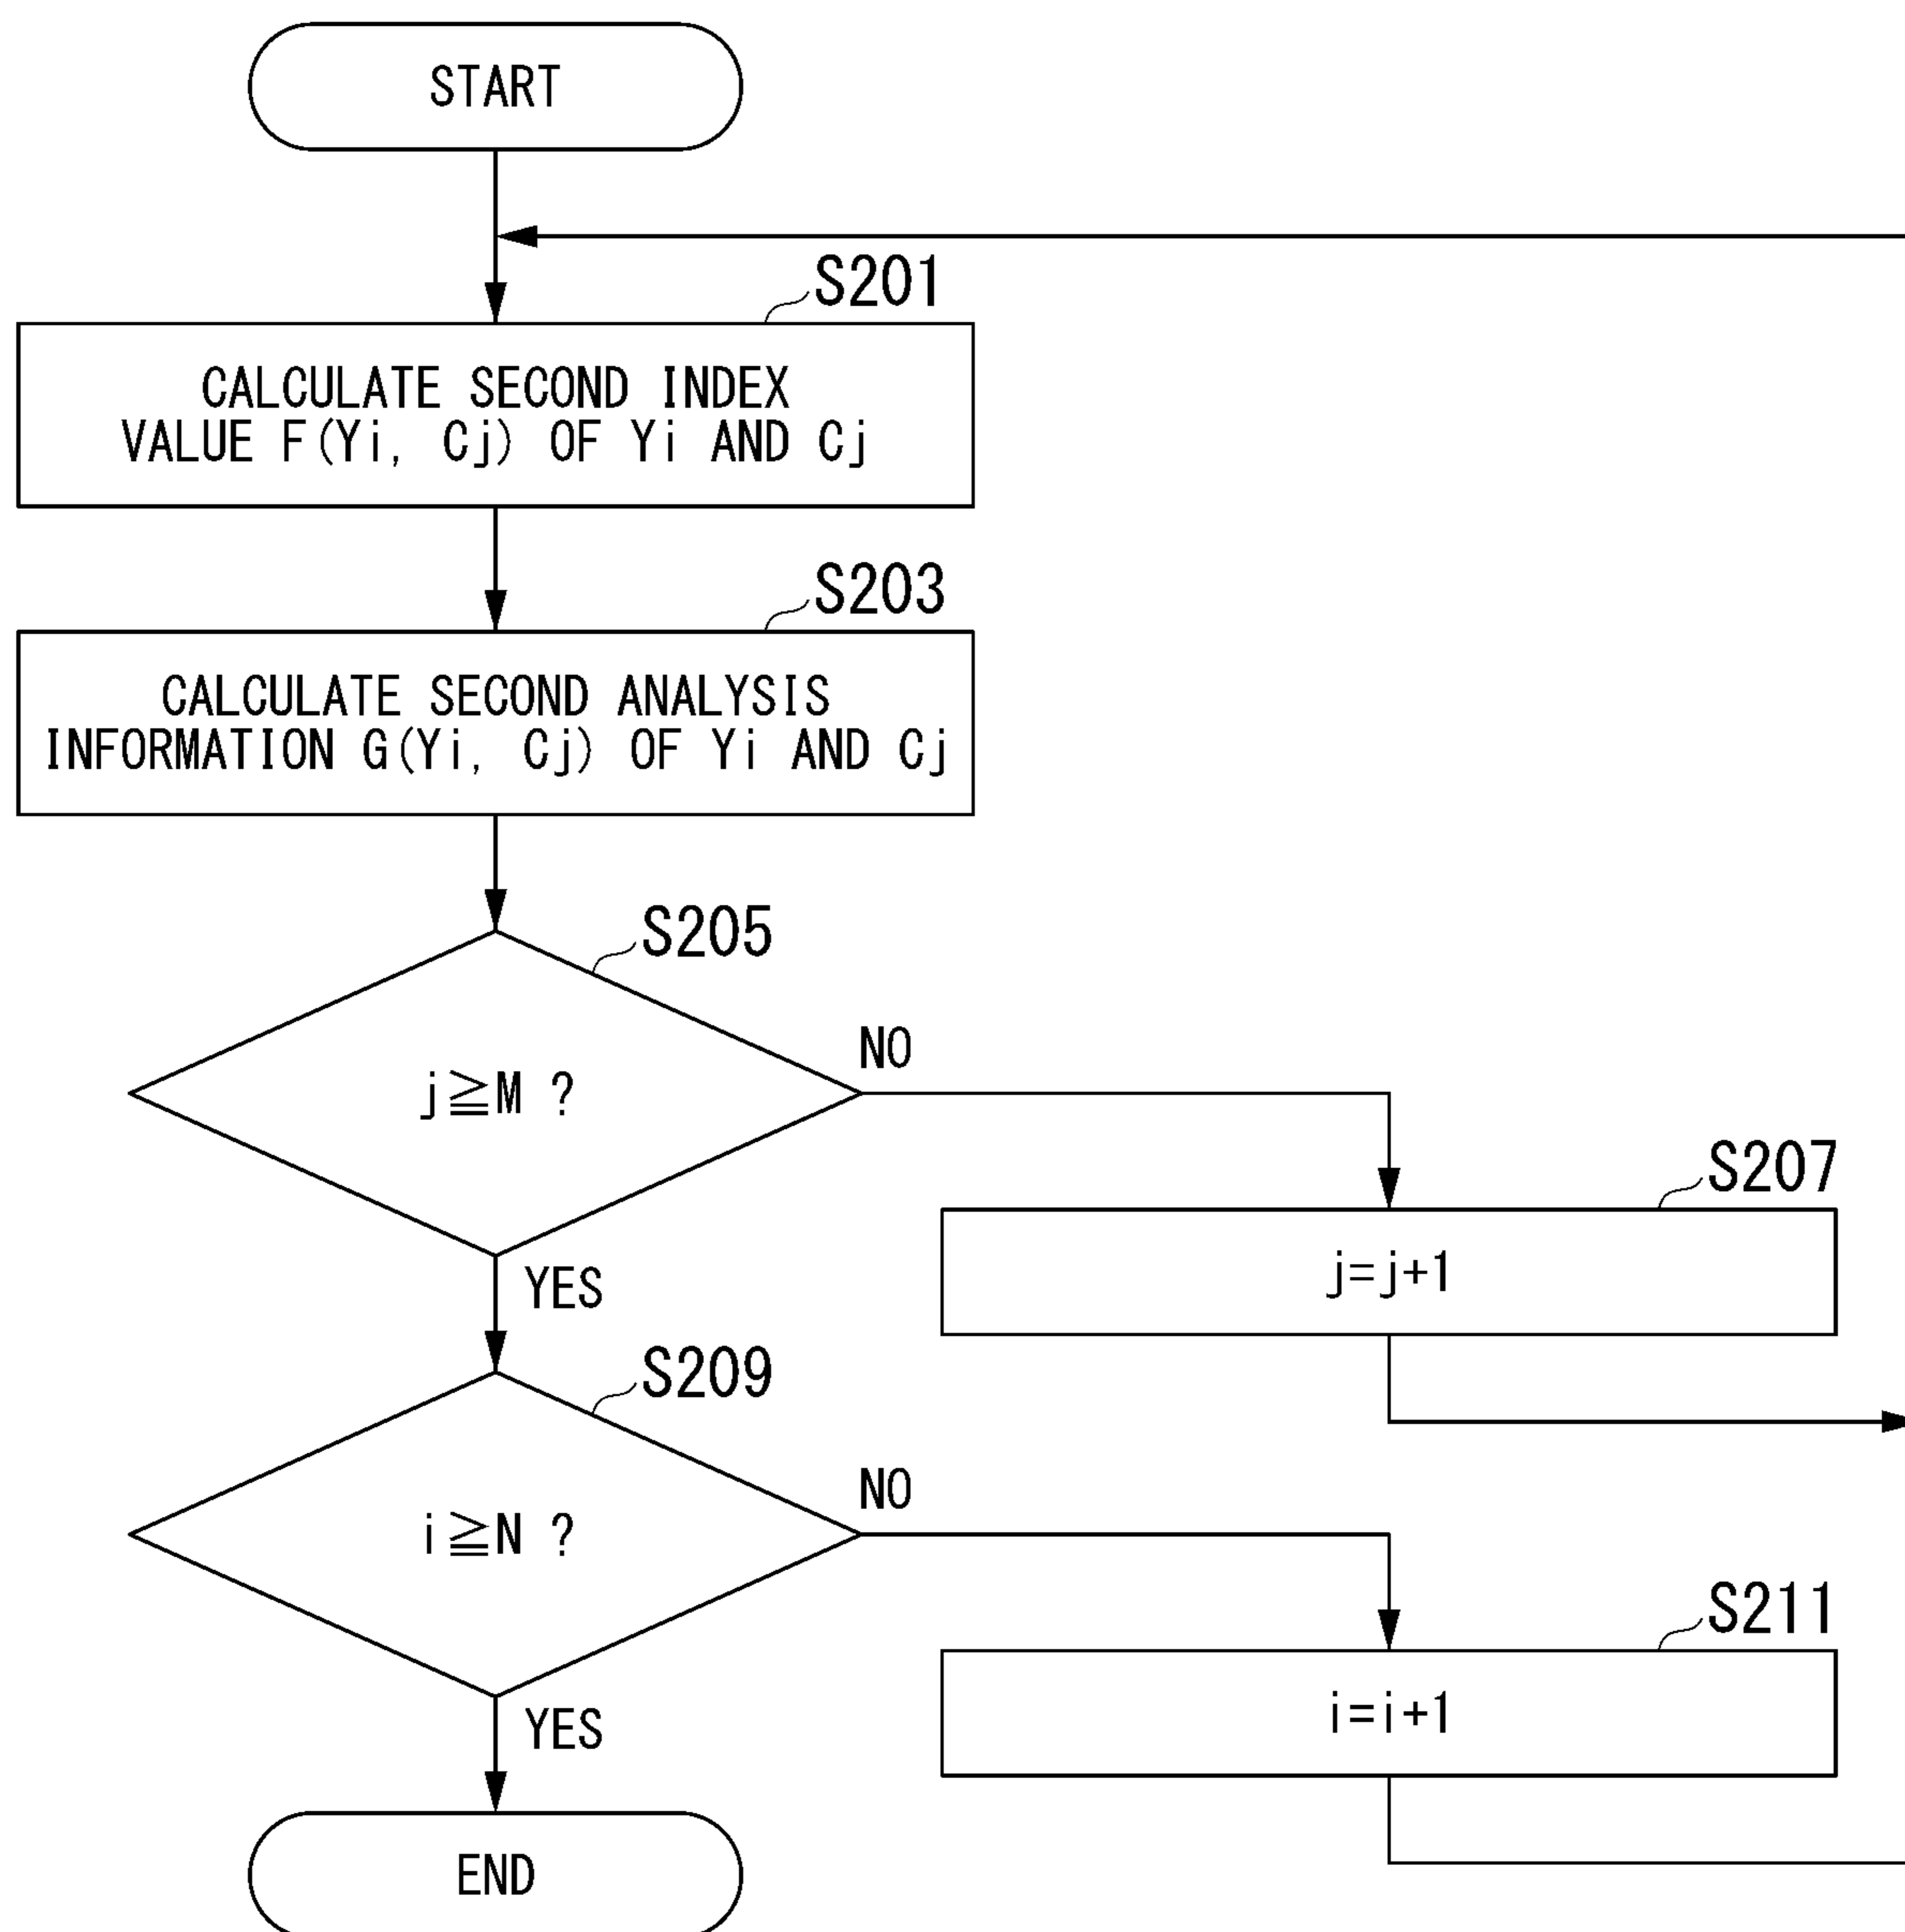 START
S201
CALCULATE SECOND INDEX
VALUE F(Yi, Cj) OF Yi AND Cj
S203
CALCULATE SECOND ANALYSIS
INFORMATION G(Yi, Cj) OF Yi AND Cj
S205
j≧M ?
NO
YES
S207
j=j+1
S209
i≧N ?
NO
YES
S211
i=i+1
END